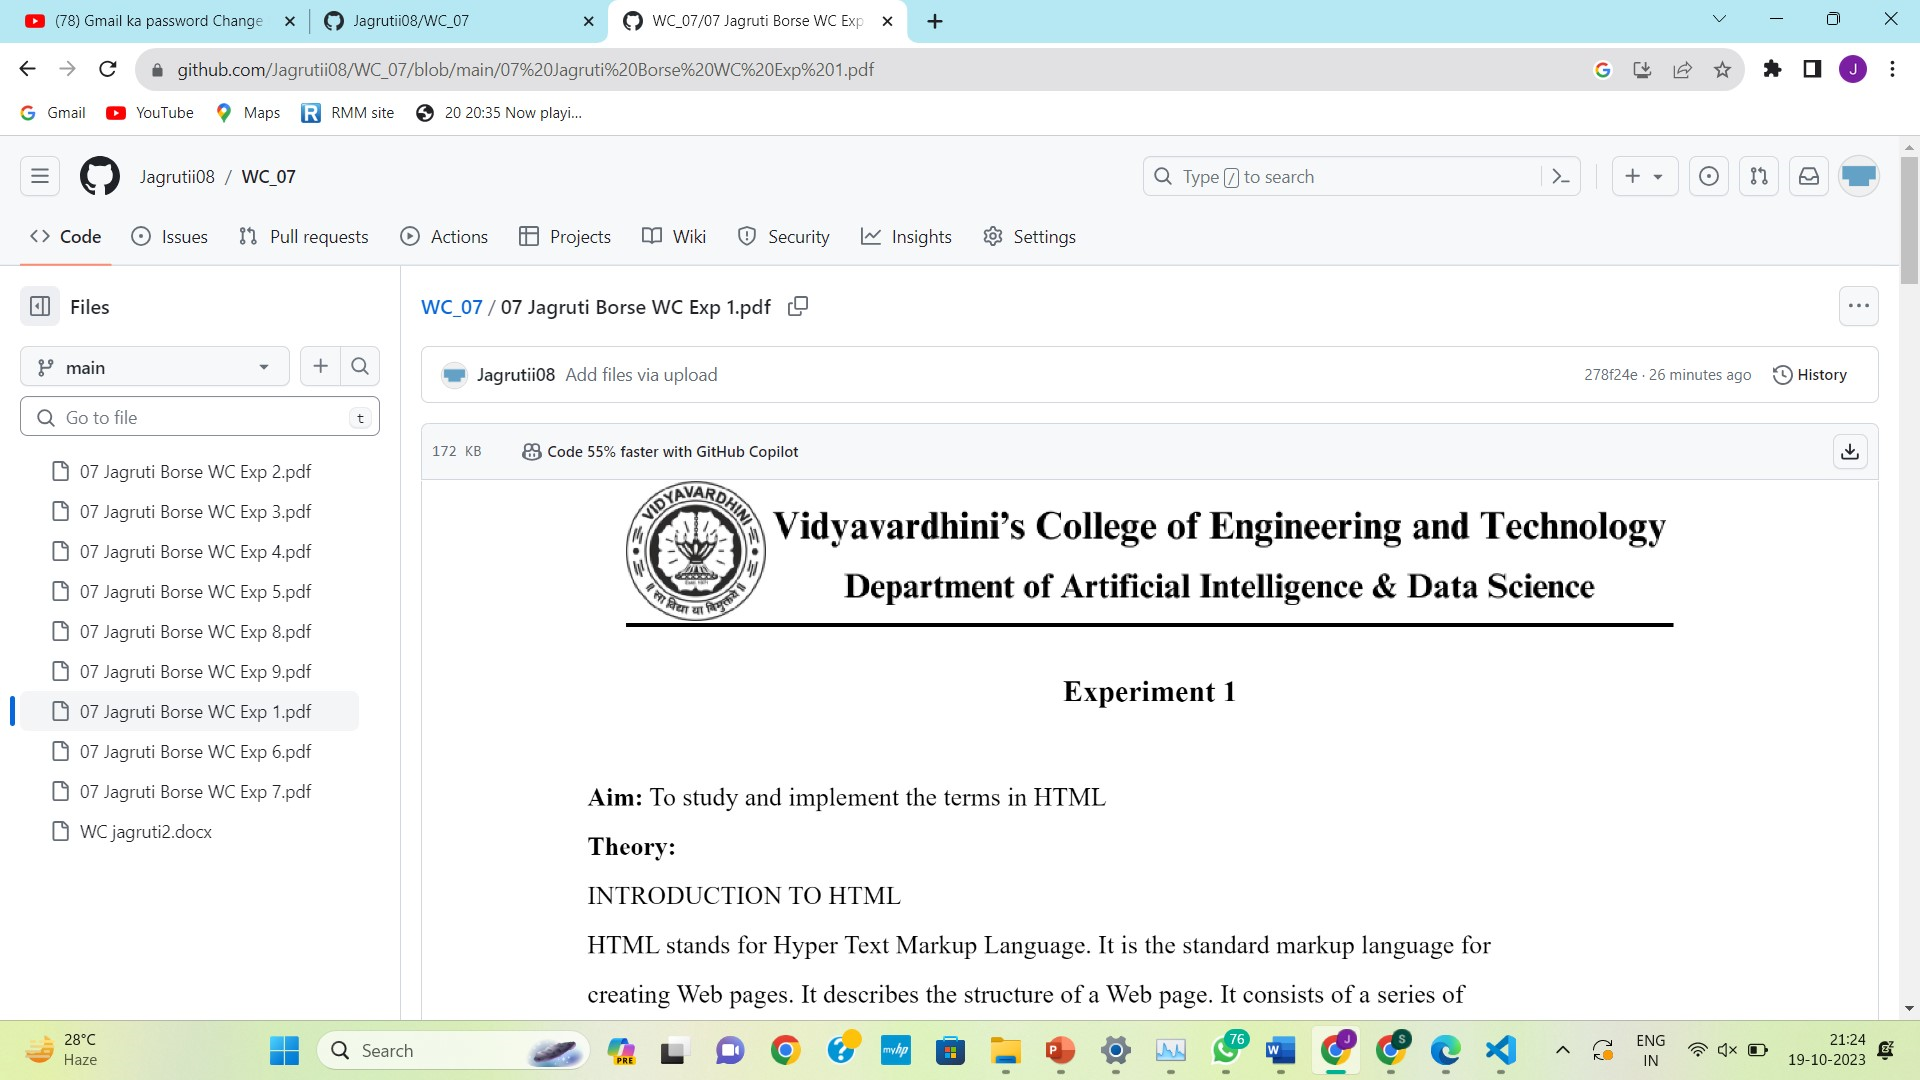 (78) Gmail ka password Change
Jagrutii08/WC_07
WC_07/07 Jagruti Borse WC Exp
github.com/Jagrutii08/WC_07/blob/main/07%20Jagruti%20Borse%20WC%20Exp%201.pdf
J
Gmail
YouTube
Maps
RMM site
20 20:35 Now playi...
Jagrutii08 / WC_07
Type / to search
Code
Issues
Pull requests
Actions
Projects
Wiki
Security
Insights
Settings
Files
WC_07 / 07 Jagruti Borse WC Exp 1.pdf
main
Jagrutii08 Add files via upload
278f24e · 26 minutes ago
History
Go to file
t
172 KB
Code 55% faster with GitHub Copilot
07 Jagruti Borse WC Exp 2.pdf
07 Jagruti Borse WC Exp 3.pdf
07 Jagruti Borse WC Exp 4.pdf
07 Jagruti Borse WC Exp 5.pdf
07 Jagruti Borse WC Exp 8.pdf
07 Jagruti Borse WC Exp 9.pdf
07 Jagruti Borse WC Exp 1.pdf
07 Jagruti Borse WC Exp 6.pdf
07 Jagruti Borse WC Exp 7.pdf
WC jagruti2.docx
VIDYAVARDHINI
सा विद्या या विमुक्तये
Vidyavardhini's College of Engineering and Technology
Department of Artificial Intelligence & Data Science
Experiment 1
Aim: To study and implement the terms in HTML
Theory:
INTRODUCTION TO HTML
HTML stands for Hyper Text Markup Language. It is the standard markup language for
creating Web pages. It describes the structure of a Web page. It consists of a series of
28°C
Haze
Search
PRE
myhp
P
76
W
J
S
ENG
IN
21:24
19-10-2023